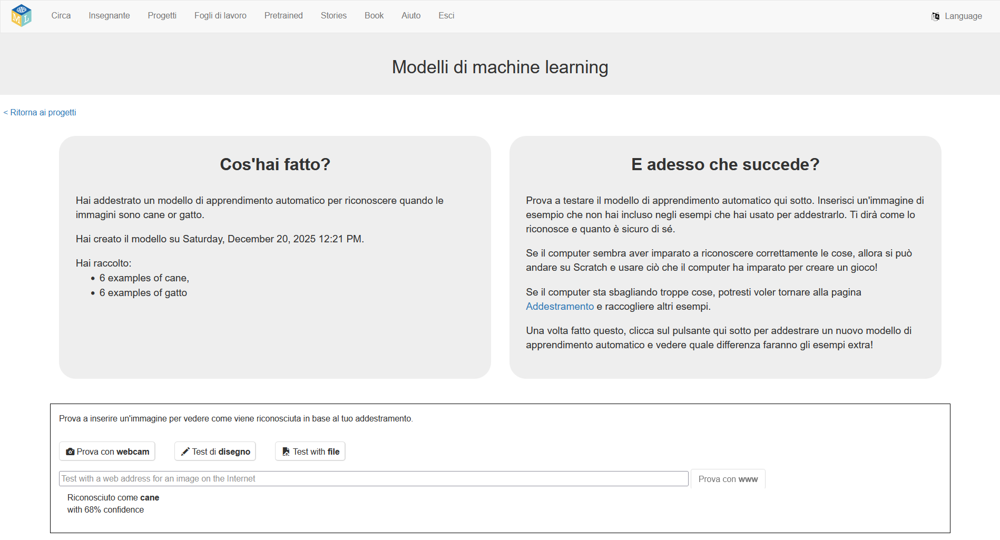 Circa Insegnante Progetti Fogli di lavoro Pretrained Stories Book Aiuto Esci Language
Modelli di machine learning
< Ritorna ai progetti
Cos'hai fatto?
Hai addestrato un modello di apprendimento automatico per riconoscere quando le
immagini sono cane or gatto.
Hai creato il modello su Saturday, December 20, 2025 12:21 PM.
Hai raccolto:
• 6 examples of cane,
• 6 examples of gatto
E adesso che succede?
Prova a testare il modello di apprendimento automatico qui sotto. Inserisci un'immagine di
esempio che non hai incluso negli esempi che hai usato per addestrarlo. Ti dirà come lo
riconosce e quanto è sicuro di sé.
Se il computer sembra aver imparato a riconoscere correttamente le cose, allora si può
andare su Scratch e usare ciò che il computer ha imparato per creare un gioco!
Se il computer sta sbagliando troppe cose, potresti voler tornare alla pagina
Addestramento e raccogliere altri esempi.
Una volta fatto questo, clicca sul pulsante qui sotto per addestrare un nuovo modello di
apprendimento automatico e vedere quale differenza faranno gli esempi extra!
Prova a inserire un'immagine per vedere come viene riconosciuta in base al tuo addestramento.
Prova con webcam Test di disegno Test with file
Test with a web address for an image on the Internet Prova con www
Riconosciuto come cane
with 68% confidence
M L